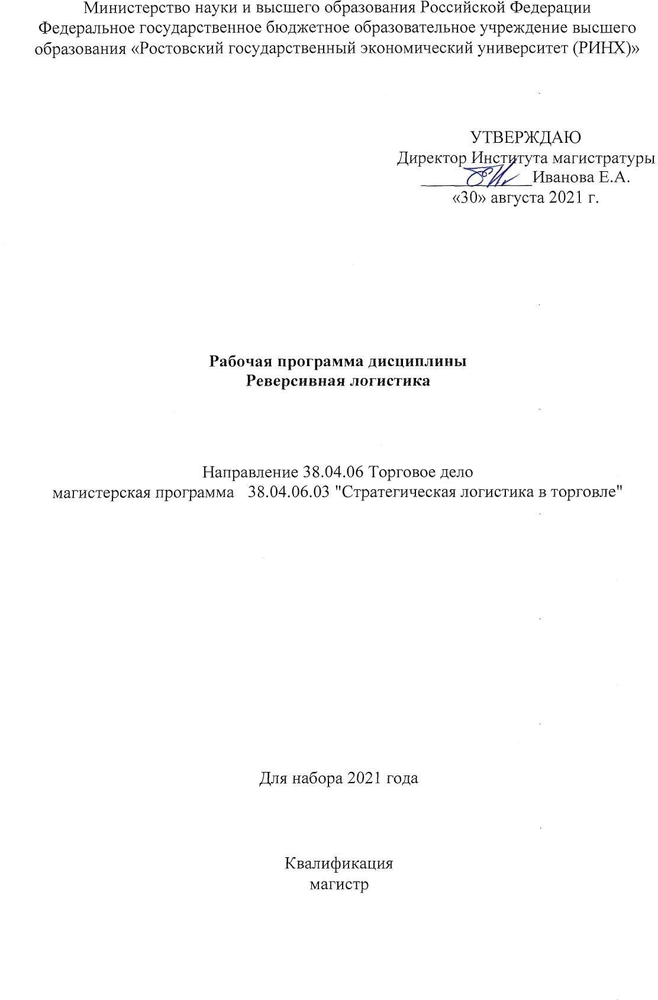 Министерство науки и высшего образования Российской Федерации
Федеральное государственное бюджетное образовательное учреждение высшего
образования «Ростовский государственный экономический университет (РИНХ)»
УТВЕРЖДАЮ
Директор Института магистратуры
Иванова Е.А.
«30» августа 2021 г.
Рабочая программа дисциплины
Реверсивная логистика
Направление 38.04.06 Торговое дело
магистерская программа 38.04.06.03 "Стратегическая логистика в торговле"
Для набора 2021 года
Квалификация
магистр